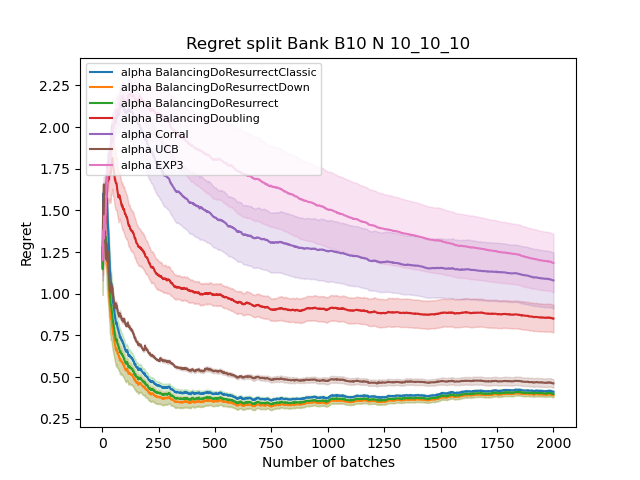 Regret split Bank B10 N 10_10_10
alpha BalancingDoResurrectClassic
alpha BalancingDoResurrectDown
alpha BalancingDoResurrect
alpha BalancingDoubling
alpha Corral
alpha UCB
alpha EXP3
Regret
2.25
2.00
1.75
1.50
1.25
1.00
0.75
0.50
0.25
0 250 500 750 1000 1250 1500 1750 2000
Number of batches